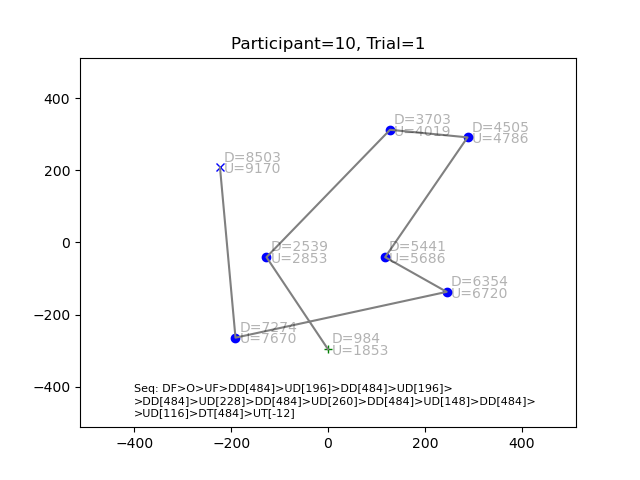 Participant=10, Trial=1
400
200
0
−200
−400
−400
−200
0
200
400
D=3703
U=4019
D=4505
U=4786
D=8503
U=9170
D=2539
U=2853
D=5441
U=5686
D=6354
U=6720
D=7274
U=7670
D=984
U=1853
Seq: DF>O>UF>DD[484]>UD[196]>DD[484]>UD[196]>
>DD[484]>UD[228]>DD[484]>UD[260]>DD[484]>UD[148]>DD[484]>
>UD[116]>DT[484]>UT[-12]